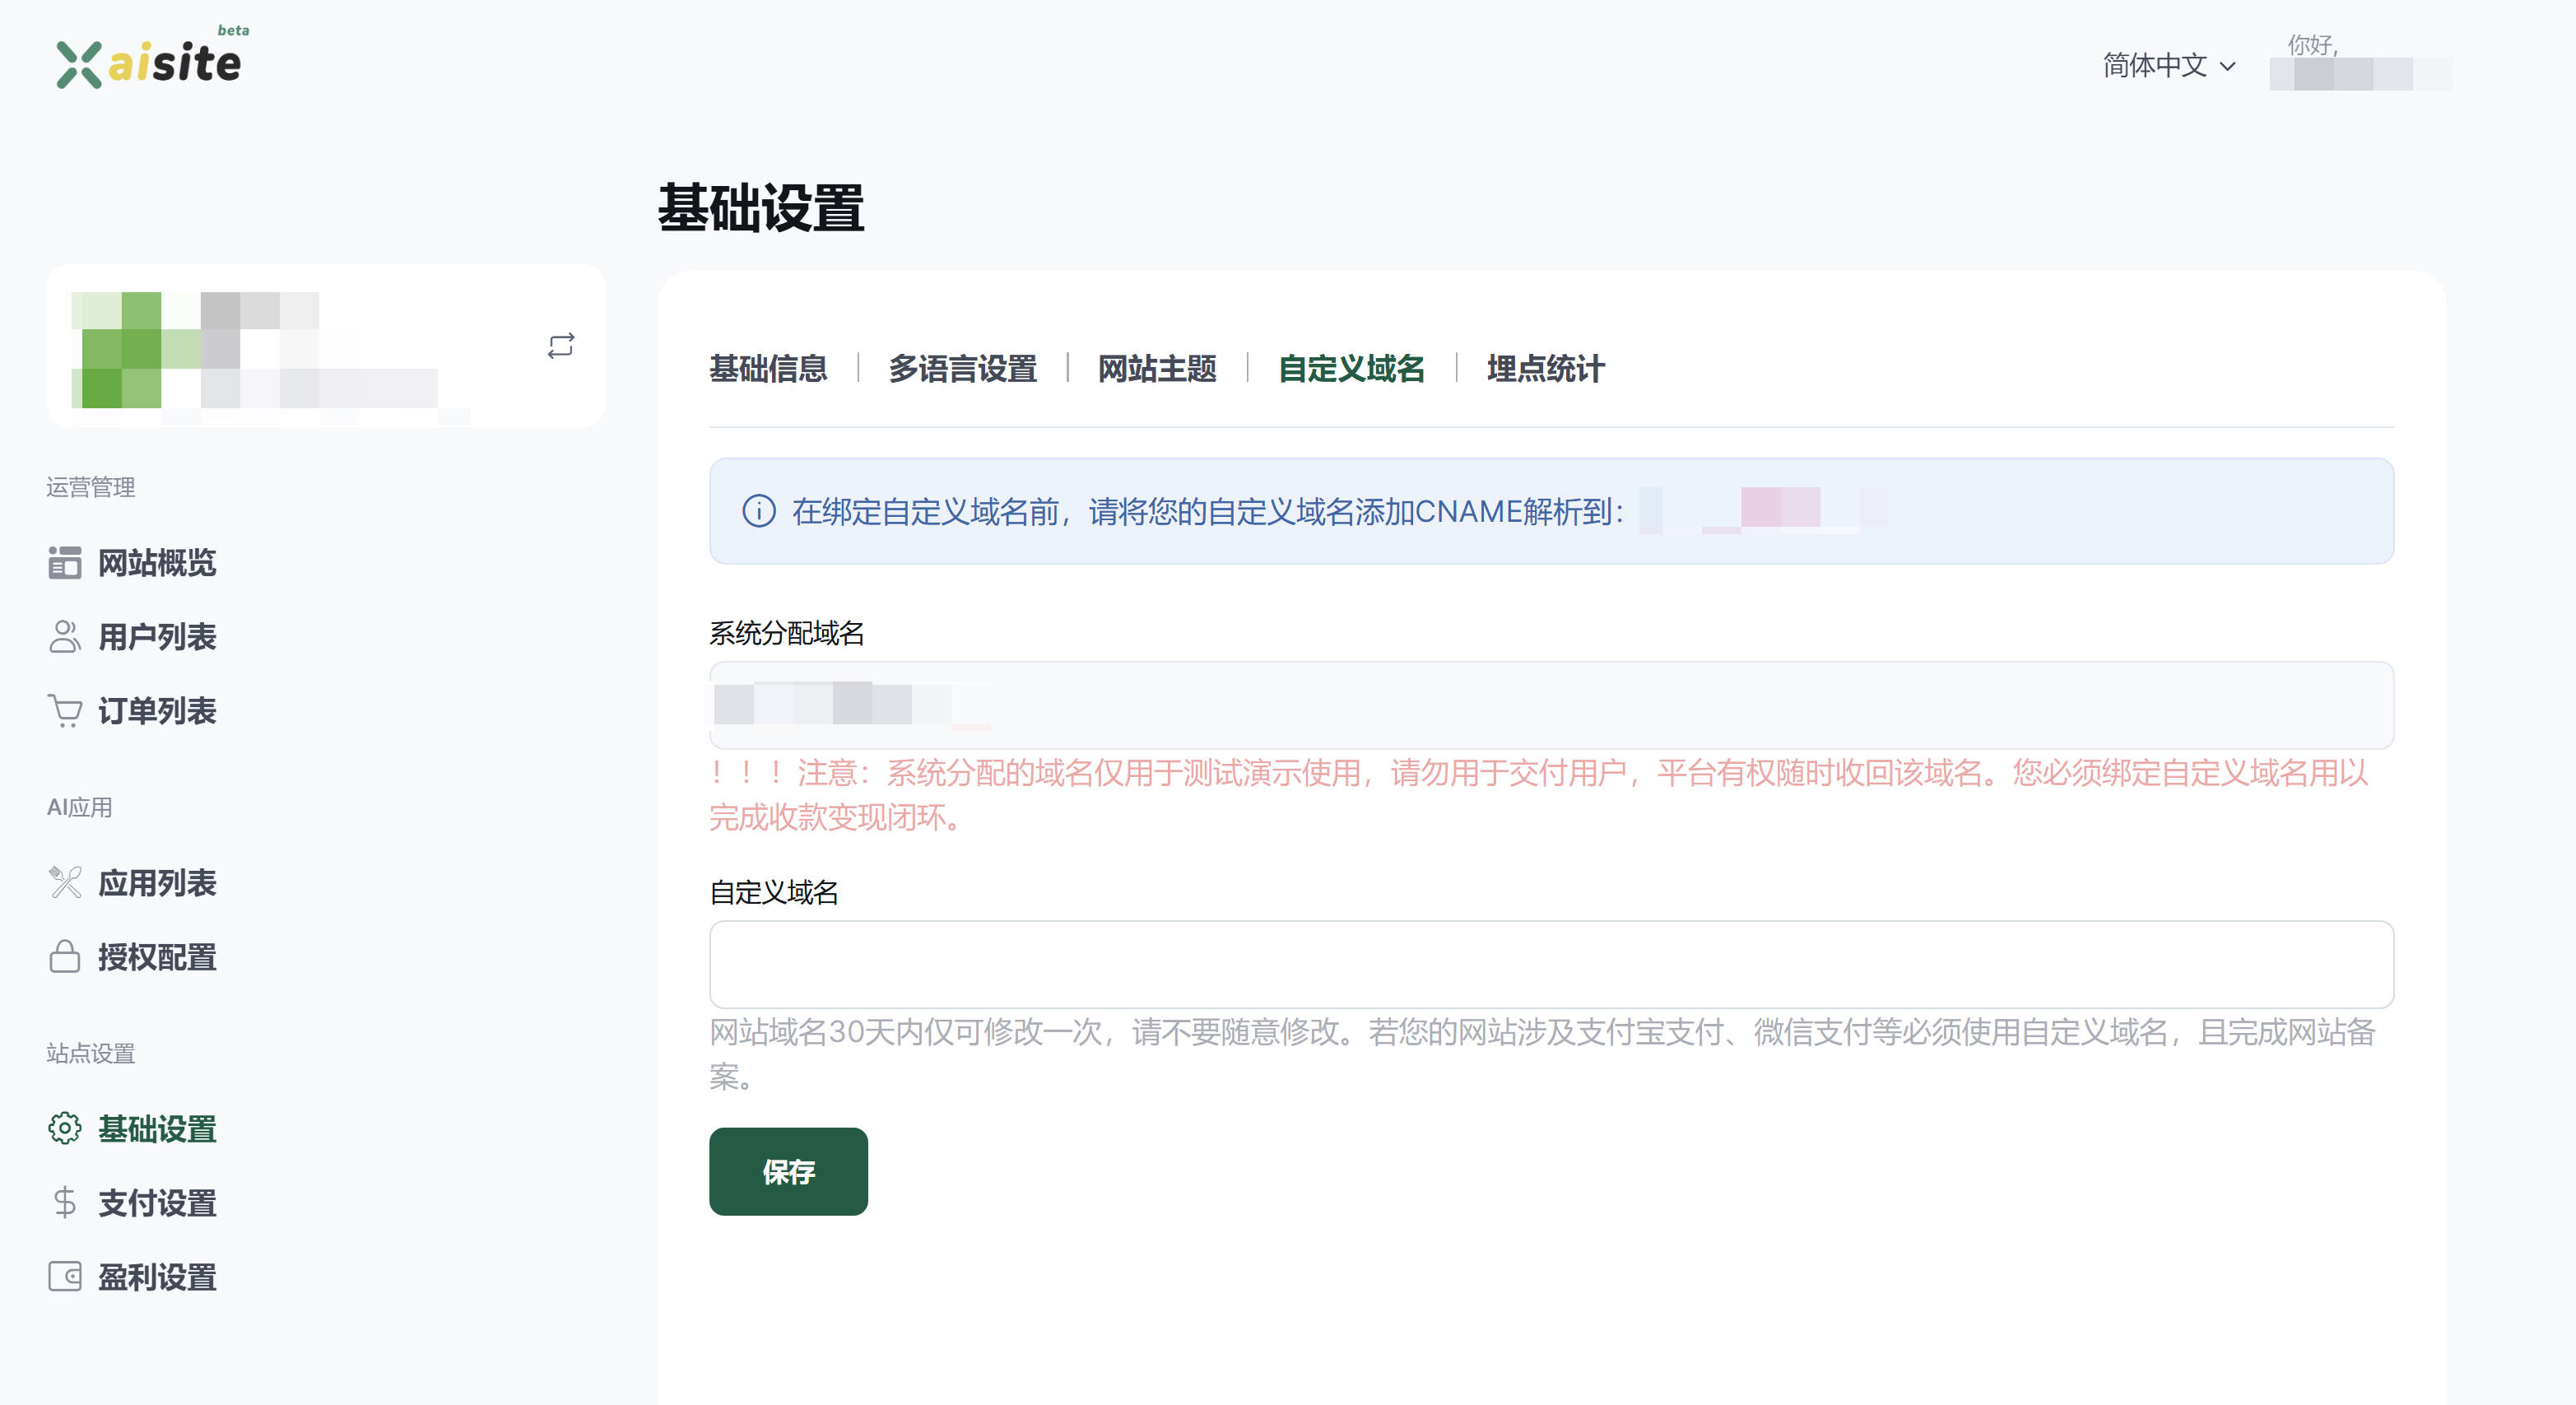 beta
aisite
简体中文
你好,
基础设置
基础信息
多语言设置
网站主题
自定义域名
埋点统计
在绑定自定义域名前，请将您的自定义域名添加CNAME解析到：
运营管理
网站概览
用户列表
订单列表
AI应用
应用列表
授权配置
站点设置
基础设置
支付设置
盈利设置
系统分配域名
！！！注意：系统分配的域名仅用于测试演示使用，请勿用于交付用户，平台有权随时收回该域名。您必须绑定自定义域名用以
完成收款变现闭环。
自定义域名
网站域名30天内仅可修改一次，请不要随意修改。若您的网站涉及支付宝支付、微信支付等必须使用自定义域名，且完成网站备
案。
保存